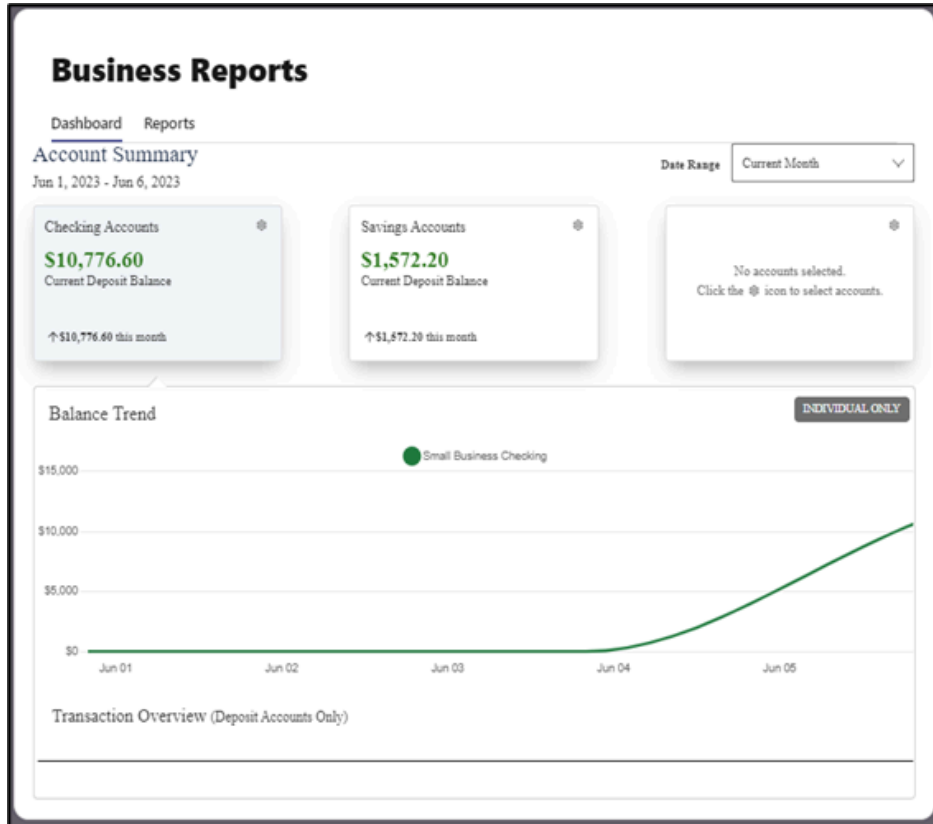 Business Reports
Dashboard Reports
Account Summary
Jun 1, 2023 - Jun 6, 2023
Date Range Current Month
Checking Accounts
$10,776.60
Current Deposit Balance
↑$10,776.60 this month
Savings Accounts
$1,572.20
Current Deposit Balance
↑$1,572.20 this month
No accounts selected.
Click the ⚙ icon to select accounts.
Balance Trend
INDIVIDUAL ONLY
Small Business Checking
$15,000
$10,000
$5,000
$0
Jun 01 Jun 02 Jun 03 Jun 04 Jun 05
Transaction Overview (Deposit Accounts Only)